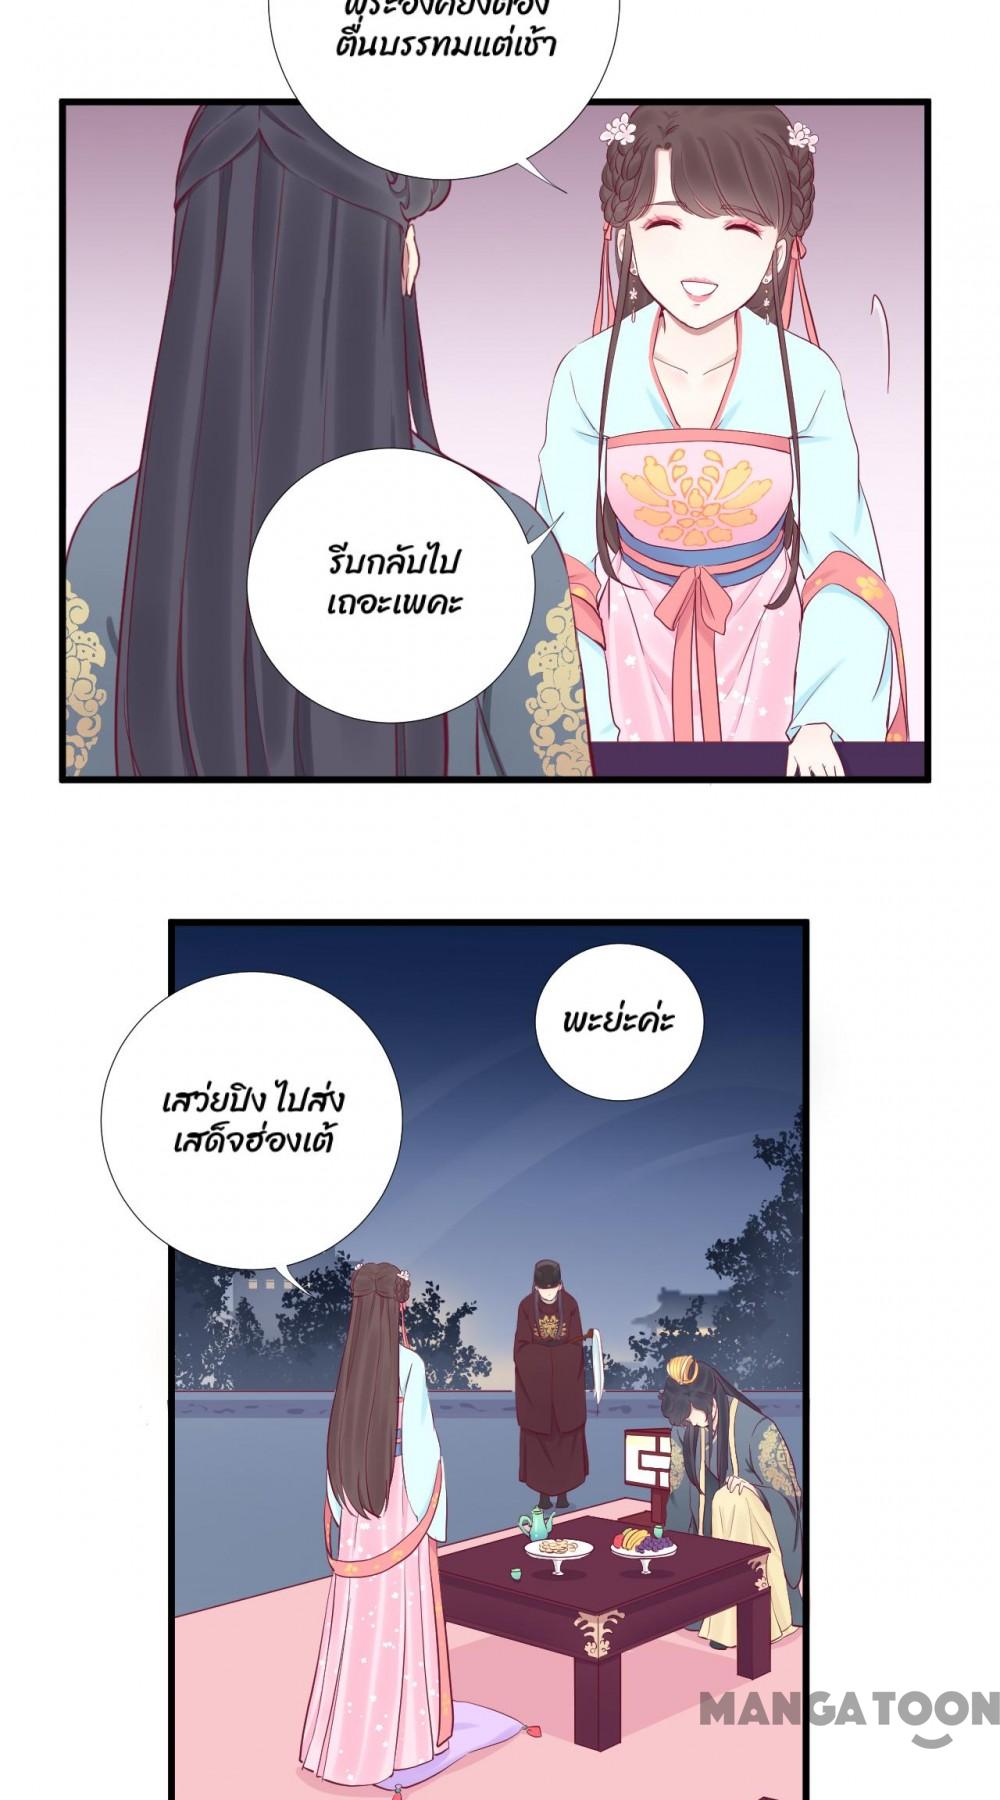 ตื่นบรรทมแต่เช้า
รีบกลับไป
เถอะเพคะ
พะย่ะค่ะ
เสว่ยปิง ไปส่ง
เสด็จฮ่องเต้
MANGATOON